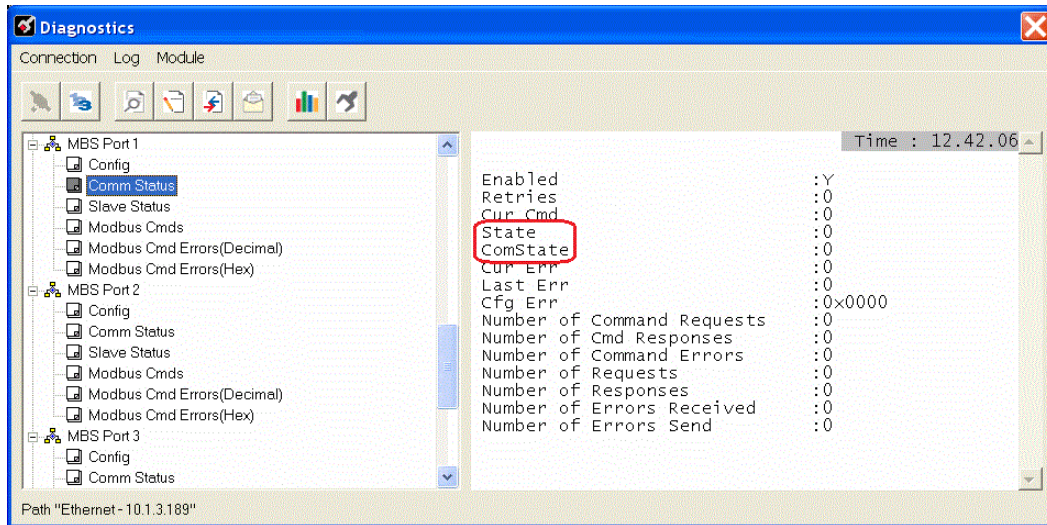 Diagnostics
Connection Log Module
MBS Port 1
Config
Comm Status
Slave Status
Modbus Cmds
Modbus Cmd Errors(Decimal)
Modbus Cmd Errors(Hex)
MBS Port 2
Config
Comm Status
Slave Status
Modbus Cmds
Modbus Cmd Errors(Decimal)
Modbus Cmd Errors(Hex)
MBS Port 3
Config
Comm Status
Time : 12.42.06
Enabled :Y
Retries :0
Cur Cmd :0
State :0
ComState :0
Cur Err :0
Last Err :0
Cfg Err :0x0000
Number of Command Requests :0
Number of Cmd Responses :0
Number of Command Errors :0
Number of Requests :0
Number of Responses :0
Number of Errors Received :0
Number of Errors Send :0
Path "Ethernet - 10.1.3.189"